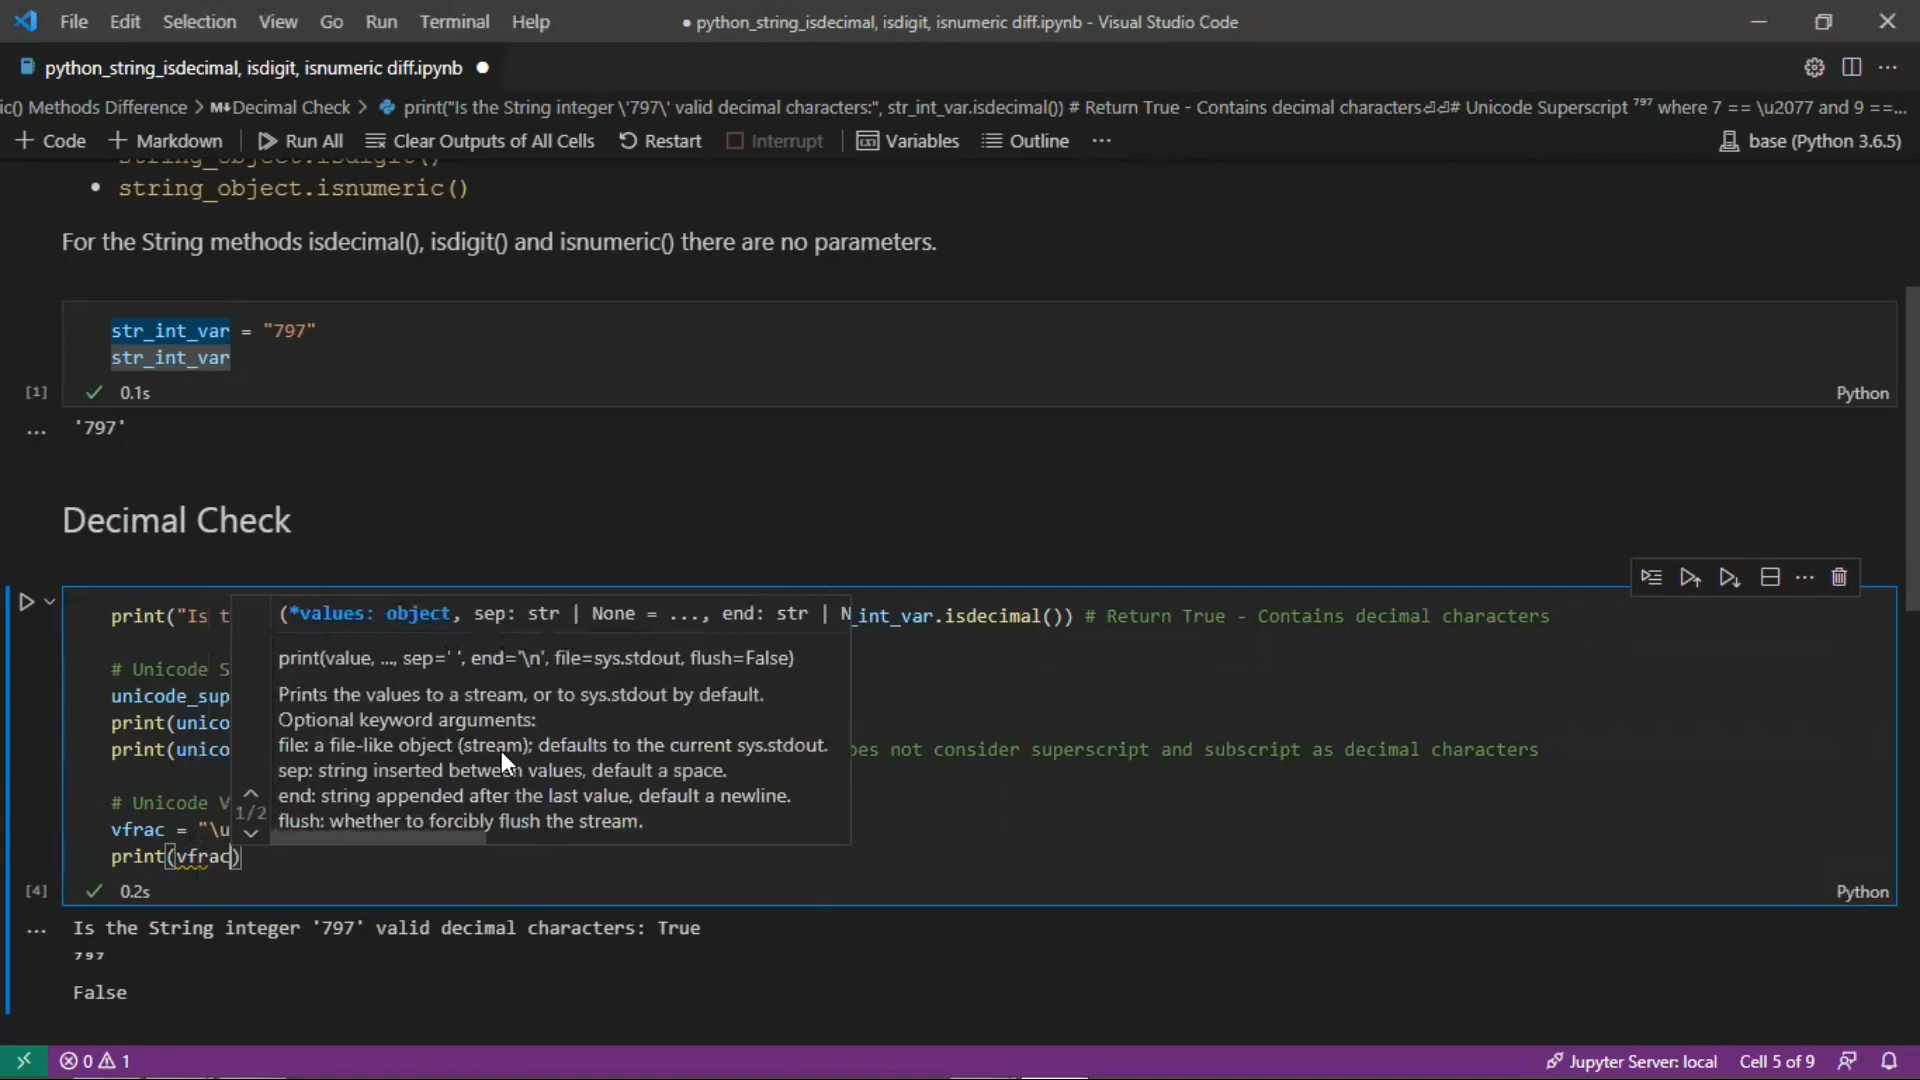 File Edit Selection View Go Run Terminal Help ● python_string_isdecimal, isdigit, isnumeric diff.ipynb - Visual Studio Code
python_string_isdecimal, isdigit, isnumeric diff.ipynb ●
ic() Methods Difference > M↓Decimal Check > print("Is the String integer \'797\' valid decimal characters:", str_int_var.isdecimal()) # Return True - Contains decimal characters⏎⏎# Unicode Superscript ⁷⁹⁷ where 7 == \u2077 and 9 ==...
+ Code + Markdown Run All Clear Outputs of All Cells Restart Interrupt Variables Outline ... base (Python 3.6.5)
string_object.isdigit()
• string_object.isnumeric()
For the String methods isdecimal(), isdigit() and isnumeric() there are no parameters.
str_int_var = "797"
str_int_var
[1] ✓ 0.1s Python
... '797'
Decimal Check
print("Is t
_int_var.isdecimal()) # Return True - Contains decimal characters
# Unicode S
unicode_sup
print(unico
print(unico
oes not consider superscript and subscript as decimal characters
# Unicode V
vfrac = "\u
print(vfrac)
(*values: object, sep: str | None = ..., end: str | N
print(value, ..., sep=' ', end='\n', file=sys.stdout, flush=False)
Prints the values to a stream, or to sys.stdout by default.
Optional keyword arguments:
file: a file-like object (stream); defaults to the current sys.stdout.
sep: string inserted between values, default a space.
end: string appended after the last value, default a newline.
flush: whether to forcibly flush the stream.
1/2
[4] ✓ 0.2s Python
... Is the String integer '797' valid decimal characters: True
⁷⁹⁷
False
0 1 Jupyter Server: local Cell 5 of 9